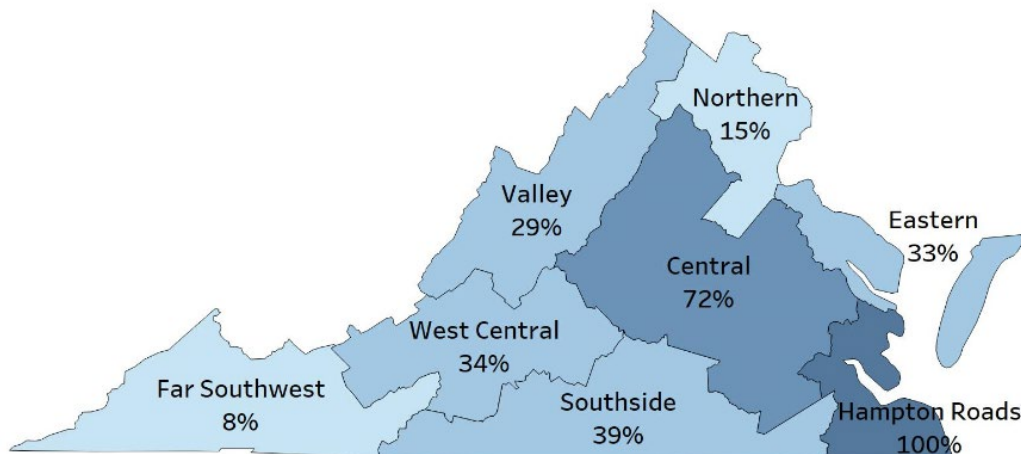 Northern
15%
Valley
29%
Eastern
33%
Central
72%
West Central
34%
Far Southwest
8%
Southside
39%
Hampton Roads
100%